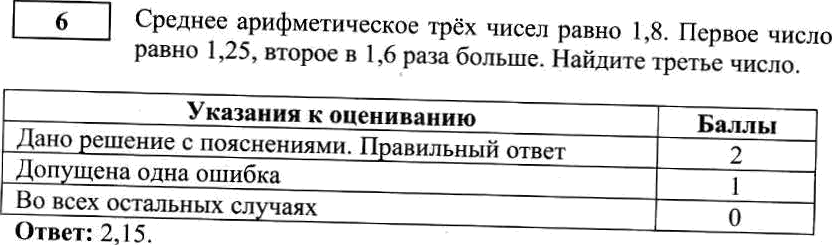 6
Среднее арифметическое трёх чисел равно 1,8. Первое число
равно 1,25, второе в 1,6 раза больше. Найдите третье число.
Указания к оцениванию Баллы
Дано решение с пояснениями. Правильный ответ 2
Допущена одна ошибка 1
Во всех остальных случаях 0
Ответ: 2,15.